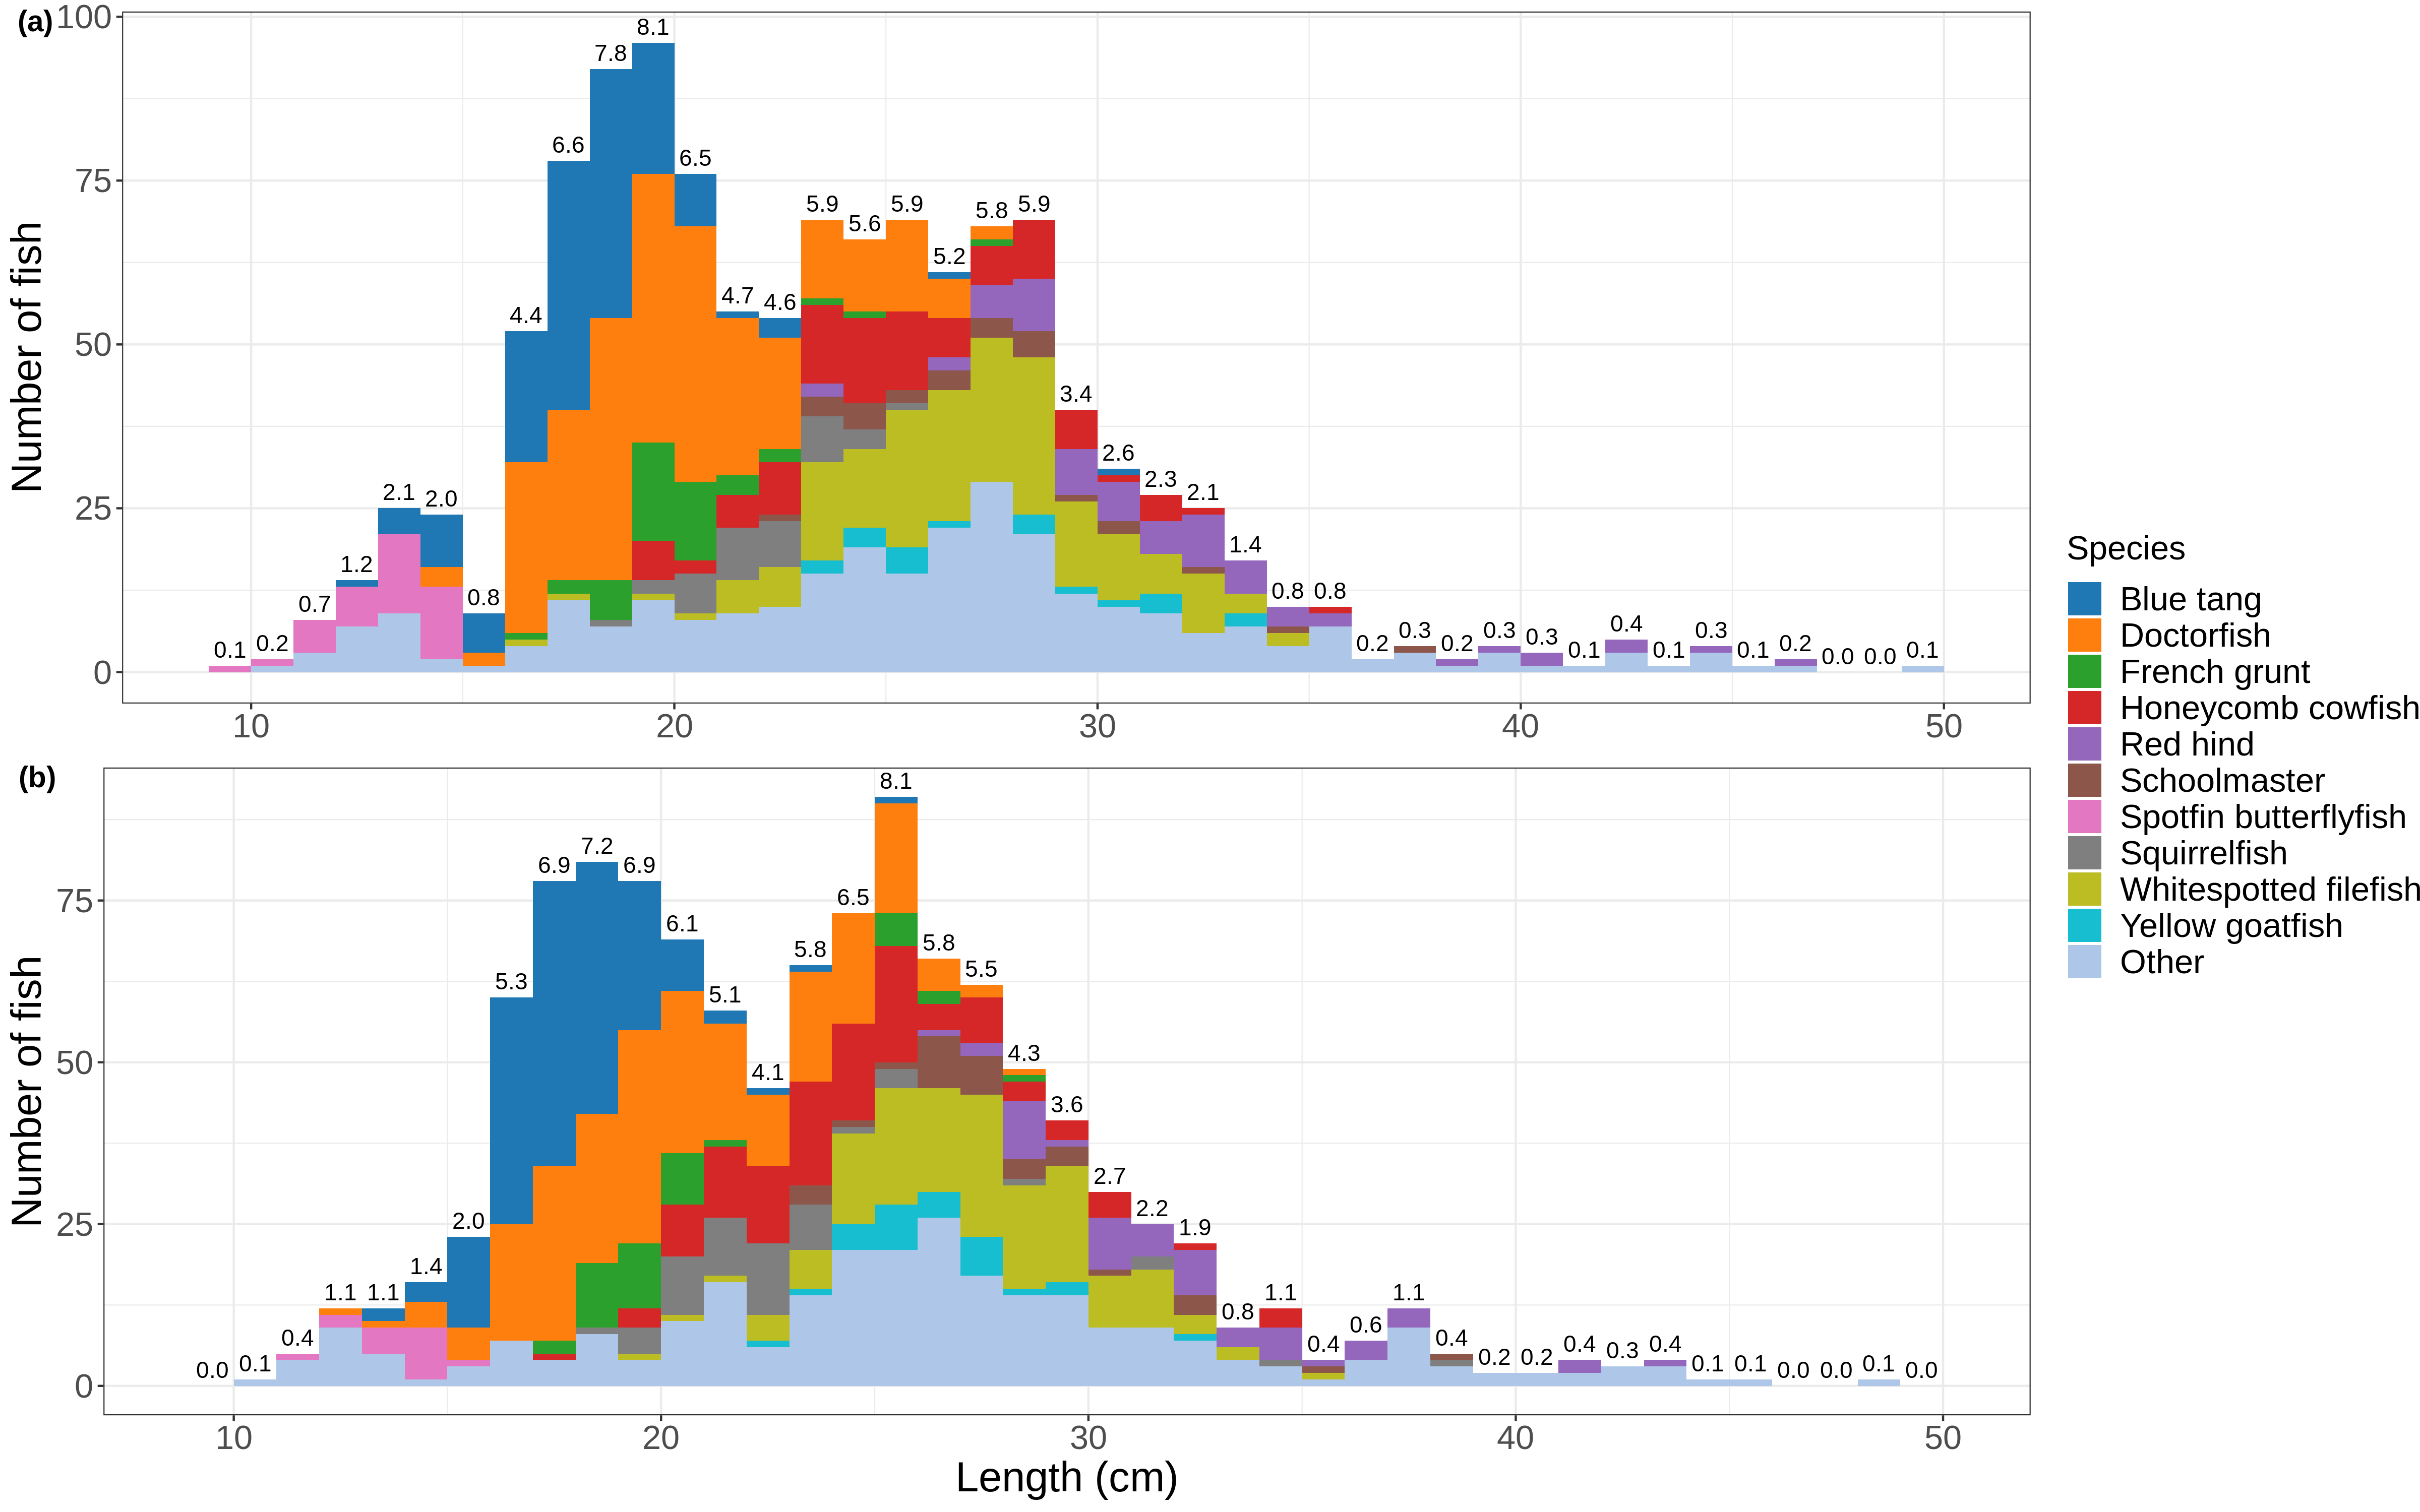 (a)
100
75
50
25
0
Number of fish
0.1 0.2 0.7 1.2 2.1 2.0 0.8 4.4 6.6 7.8 8.1 6.5 4.7 4.6 5.9 5.6 5.9 5.2 5.8 5.9 3.4 2.6 2.3 2.1 1.4 0.8 0.8 0.2 0.3 0.2 0.3 0.3 0.1 0.4 0.1 0.3 0.1 0.2 0.0 0.0 0.1
10 20 30 40 50
(b)
75
50
25
0
Number of fish
0.0 0.1 0.4 1.1 1.1 1.4 2.0 5.3 6.9 7.2 6.9 6.1 5.1 4.1 5.8 6.5 8.1 5.8 5.5 4.3 3.6 2.7 2.2 1.9 0.8 1.1 0.4 0.6 1.1 0.4 0.2 0.2 0.4 0.3 0.4 0.1 0.1 0.0 0.0 0.1 0.0
10 20 30 40 50
Length (cm)
Species
Blue tang
Doctorfish
French grunt
Honeycomb cowfish
Red hind
Schoolmaster
Spotfin butterflyfish
Squirrelfish
Whitespotted filefish
Yellow goatfish
Other